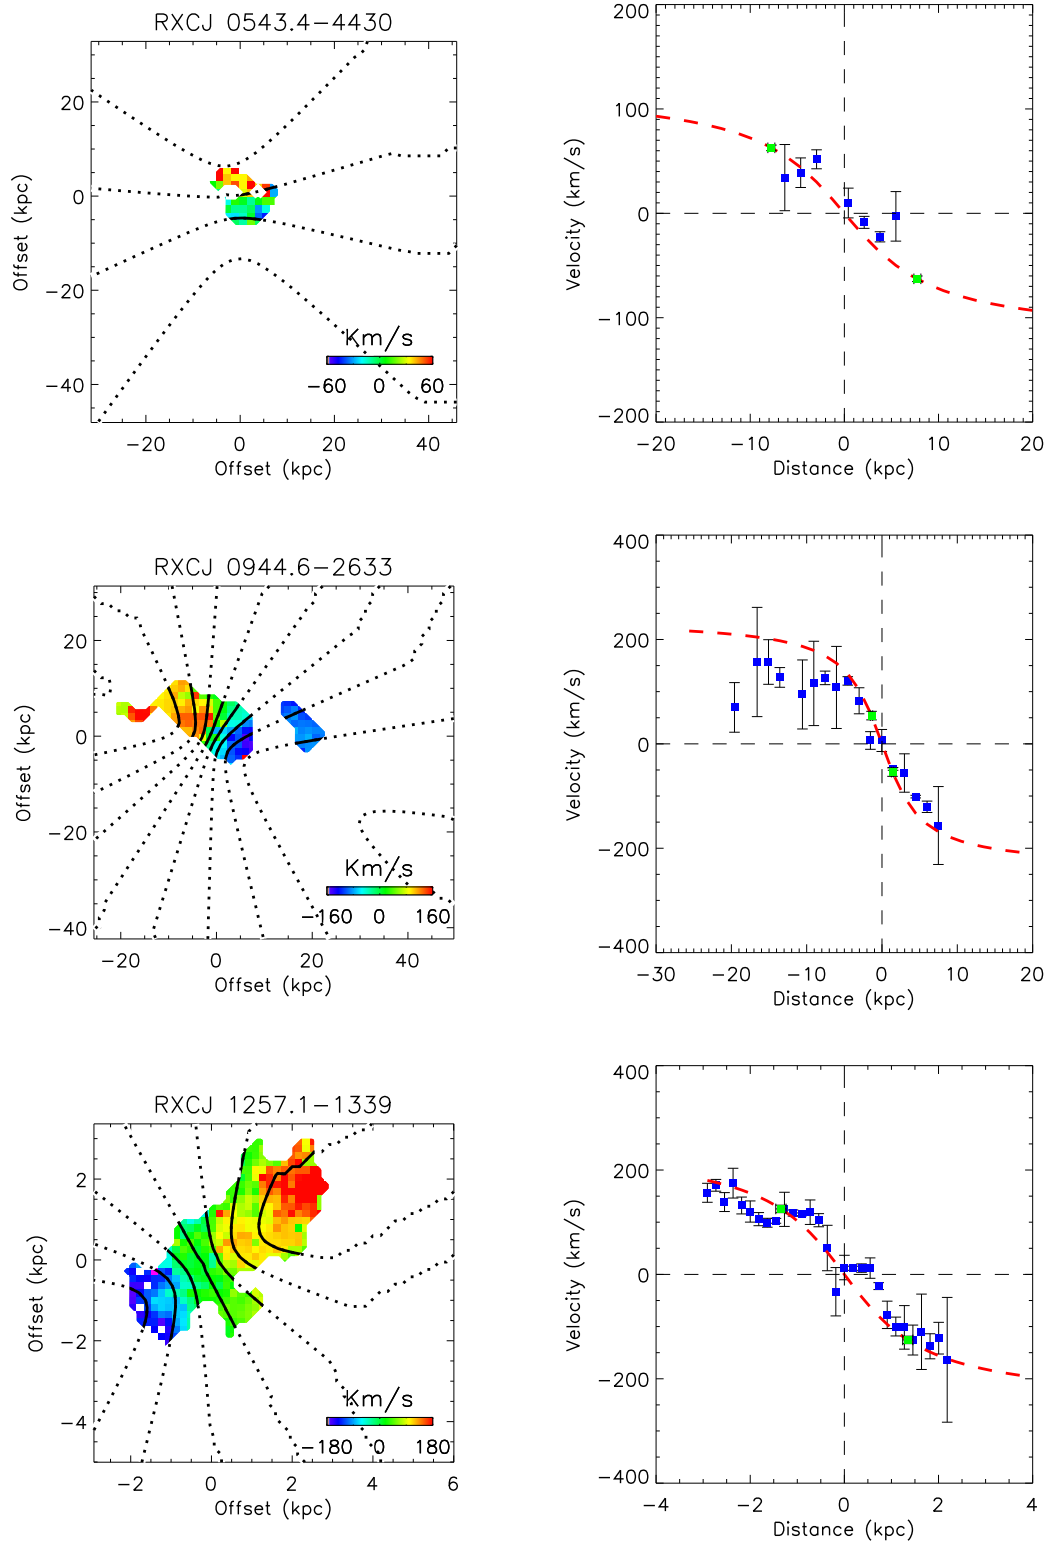 RXCJ 0543.4−4430
20
0
−20
−40
Offset (kpc)
Km/s
−60 0 60
−20 0 20 40
Offset (kpc)
200
100
0
−100
−200
Velocity (km/s)
−20 −10 0 10 20
Distance (kpc)
RXCJ 0944.6−2633
20
0
−20
−40
Offset (kpc)
Km/s
−160 0 160
−20 0 20 40
Offset (kpc)
400
200
0
−200
−400
Velocity (km/s)
−30 −20 −10 0 10 20
Distance (kpc)
RXCJ 1257.1−1339
2
0
−2
−4
Offset (kpc)
Km/s
−180 0 180
−2 0 2 4 6
Offset (kpc)
400
200
0
−200
−400
Velocity (km/s)
−4 −2 0 2 4
Distance (kpc)